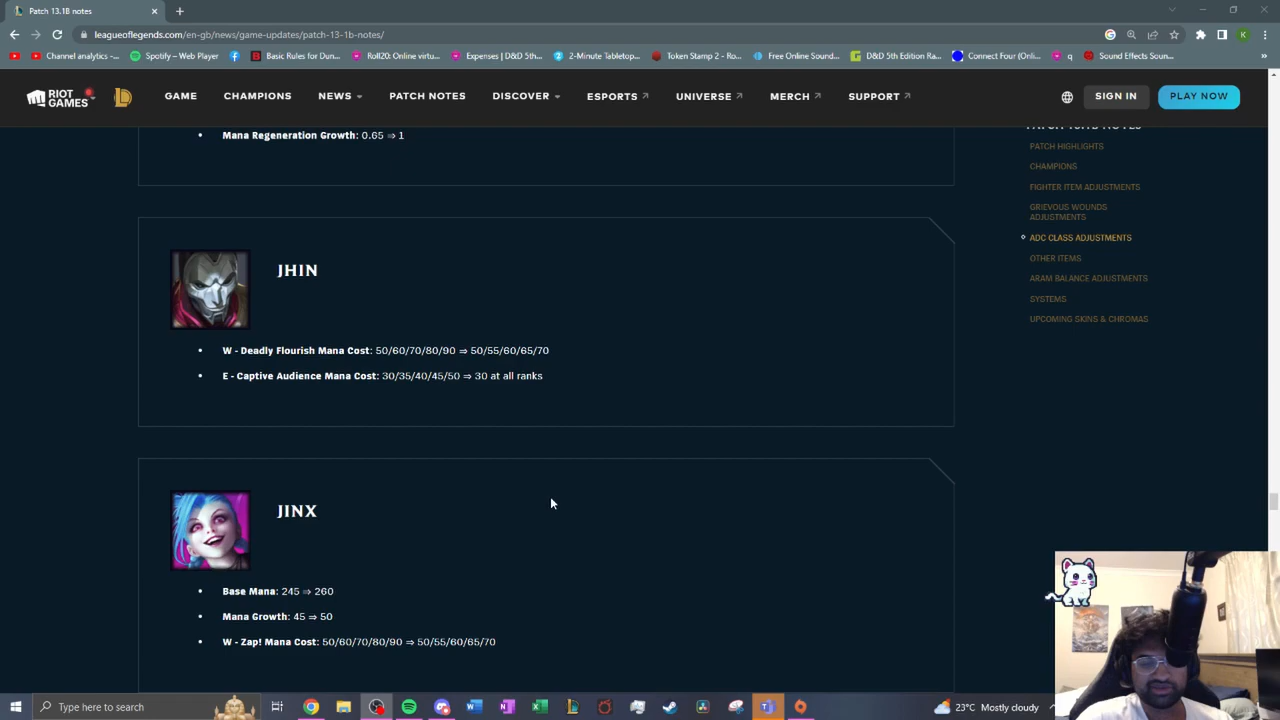 Patch 13.1B notes
leagueoflegends.com/en-gb/news/game-updates/patch-13-1b-notes/
Channel analytics -...
Spotify – Web Player
Basic Rules for Dun...
Roll20: Online virtu...
Expenses | D&D 5th...
2-Minute Tabletop...
Token Stamp 2 - Ro...
Free Online Sound...
D&D 5th Edition Ra...
Connect Four (Onli...
q
Sound Effects Soun...
RIOT GAMES
GAME
CHAMPIONS
NEWS
PATCH NOTES
DISCOVER
ESPORTS
UNIVERSE
MERCH
SUPPORT
SIGN IN
PLAY NOW
PATCH 13.1B NOTES
PATCH HIGHLIGHTS
CHAMPIONS
FIGHTER ITEM ADJUSTMENTS
GRIEVOUS WOUNDS
ADJUSTMENTS
ADC CLASS ADJUSTMENTS
OTHER ITEMS
ARAM BALANCE ADJUSTMENTS
SYSTEMS
UPCOMING SKINS & CHROMAS
• Mana Regeneration Growth: 0.65 ⇒ 1
JHIN
• W - Deadly Flourish Mana Cost: 50/60/70/80/90 ⇒ 50/55/60/65/70
• E - Captive Audience Mana Cost: 30/35/40/45/50 ⇒ 30 at all ranks
JINX
• Base Mana: 245 ⇒ 260
• Mana Growth: 45 ⇒ 50
• W - Zap! Mana Cost: 50/60/70/80/90 ⇒ 50/55/60/65/70
Type here to search
23°C Mostly cloudy